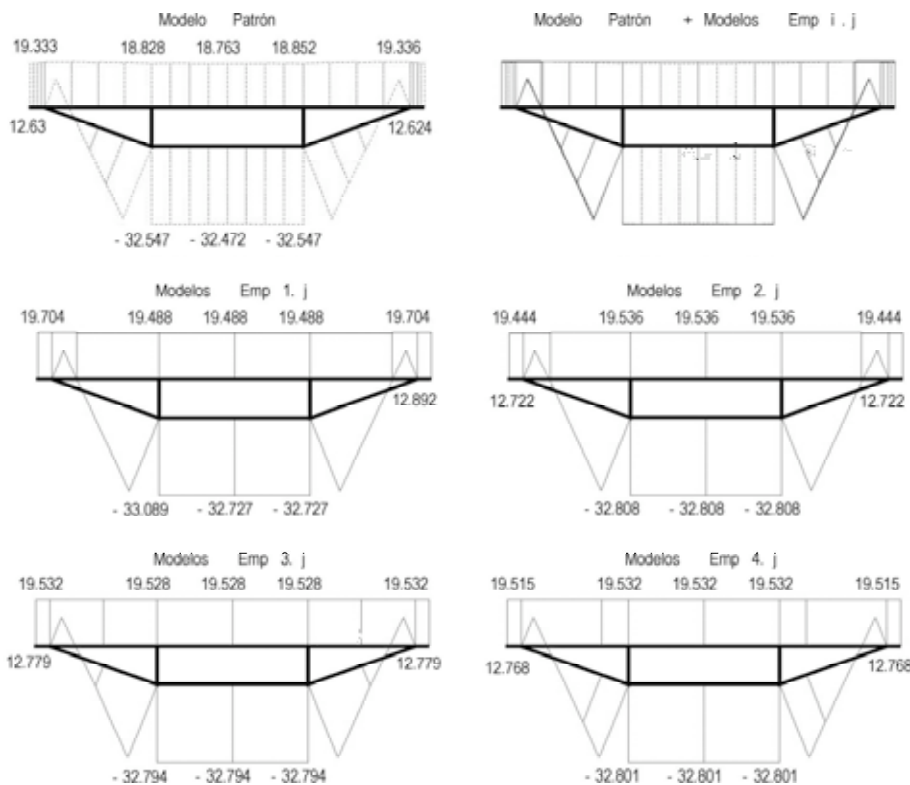 Modelo Patrón
19.333 18.828 18.763 18.852 19.336
12.63 12.624
- 32.547 - 32.472 - 32.547
Modelo Patrón + Modelos Emp i . j
Modelos Emp 1. j
19.704 19.488 19.488 19.488 19.704
12.892
- 33.089 - 32.727 - 32.727
Modelos Emp 2. j
19.444 19.536 19.536 19.536 19.444
12.722 12.722
- 32.808 - 32.808 - 32.808
Modelos Emp 3. j
19.532 19.528 19.528 19.528 19.532
12.779 12.779
- 32.794 - 32.794 - 32.794
Modelos Emp 4. j
19.515 19.532 19.532 19.532 19.515
12.768 12.768
- 32.801 - 32.801 - 32.801